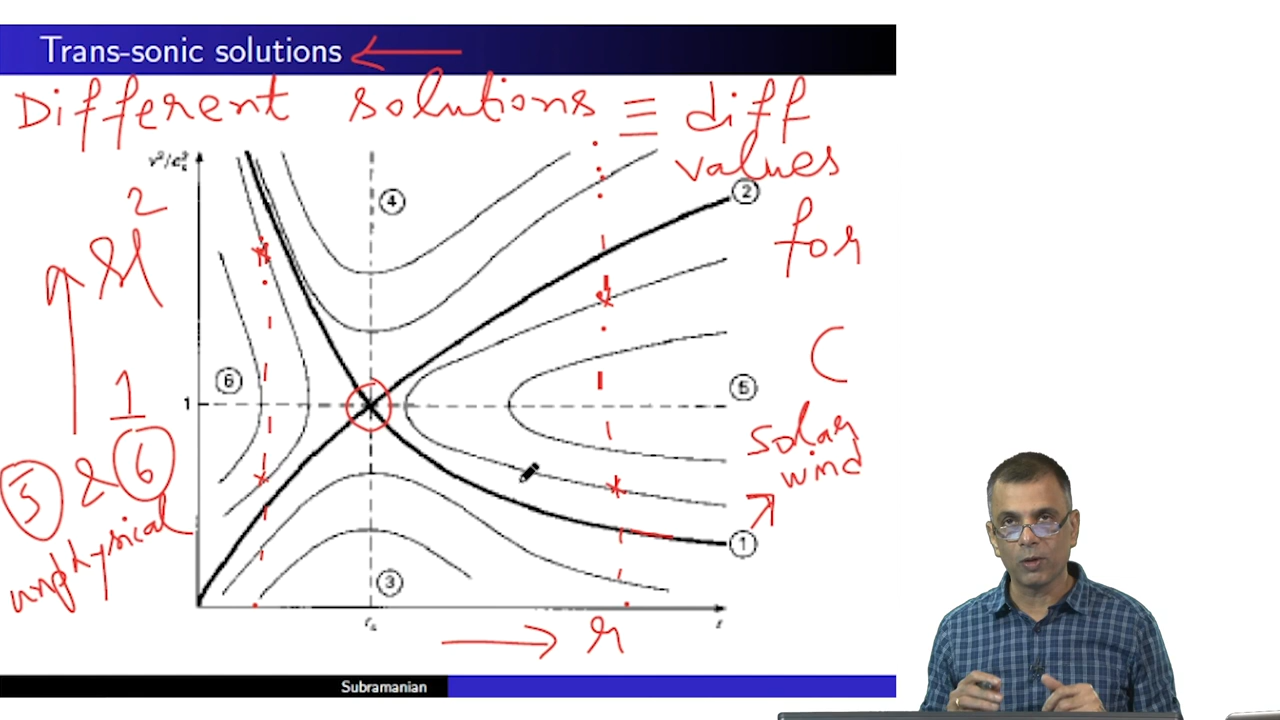 Trans-sonic solutions
Different solutions ≡ diff
values
for
C
v²/c_s²
M²
4
2
6
1
5
1
5 & 6
unphysical
solar
wind
3
1
r
Subramanian